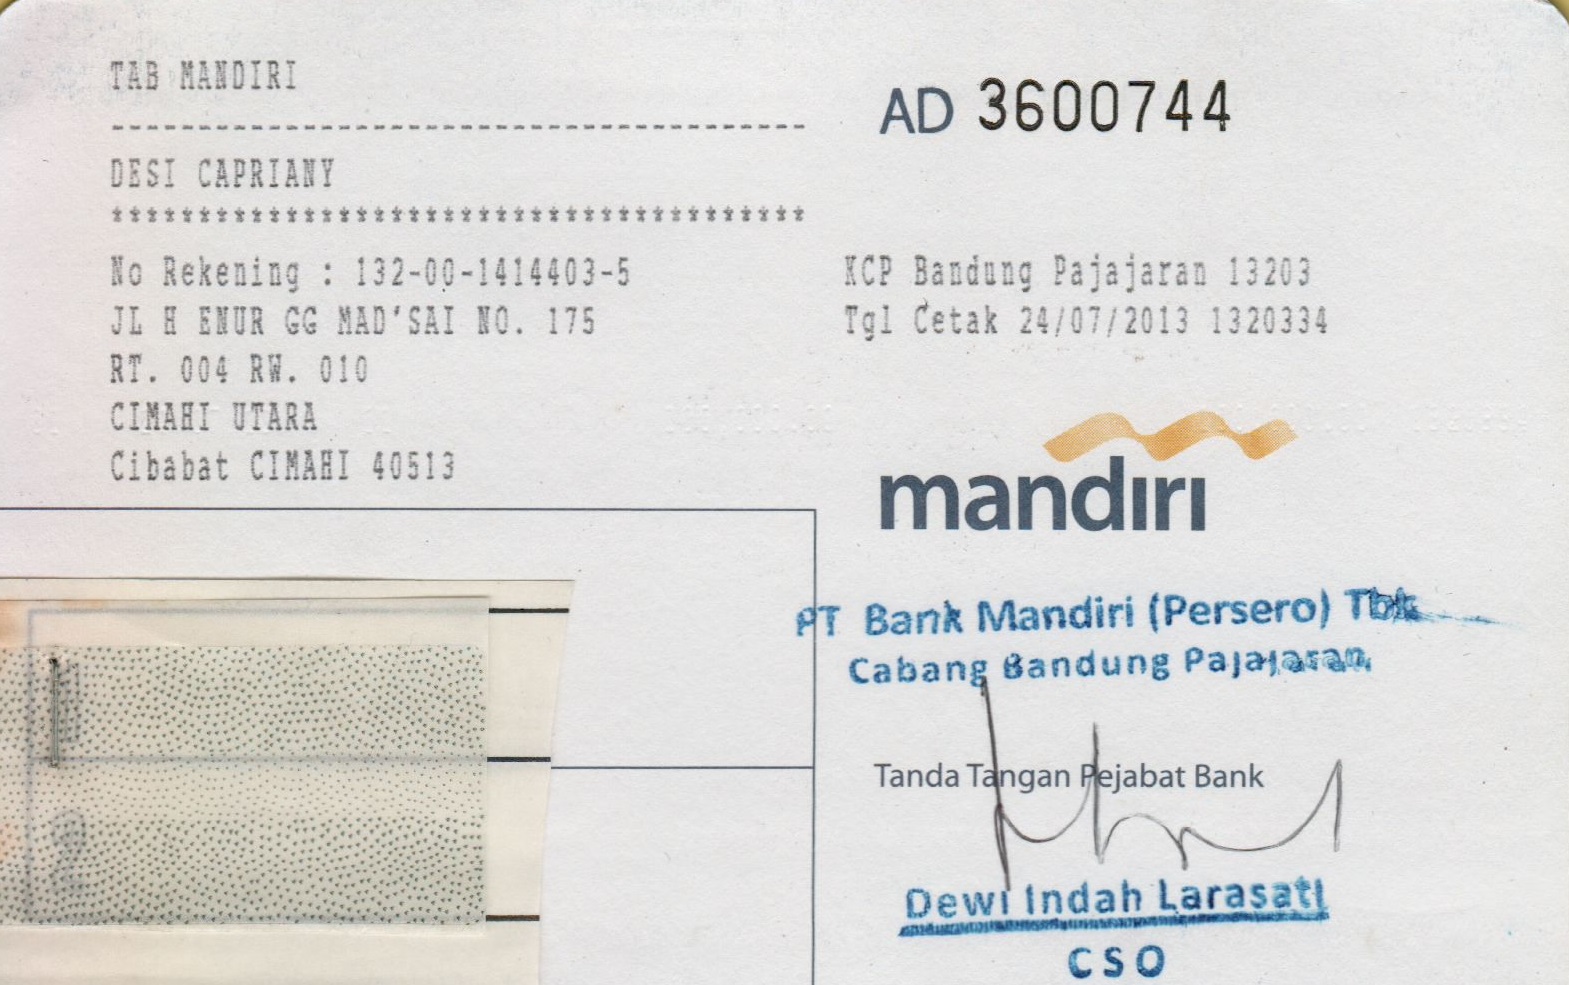 TAB MANDIRI
----------------------------------------
DESI CAPRIANY
****************************************
No Rekening : 132-00-1414403-5
JL H ENUR GG MAD'SAI NO. 175
RT. 004 RW. 010
CIMAHI UTARA
Cibabat CIMAHI 40513
AD 3600744
KCP Bandung Pajajaran 13203
Tgl Cetak 24/07/2013 1320334
mandiri
PT Bank Mandiri (Persero) Tbk
Cabang Bandung Pajajaran
Tanda Tangan Pejabat Bank
Dewi Indah Larasati
CSO